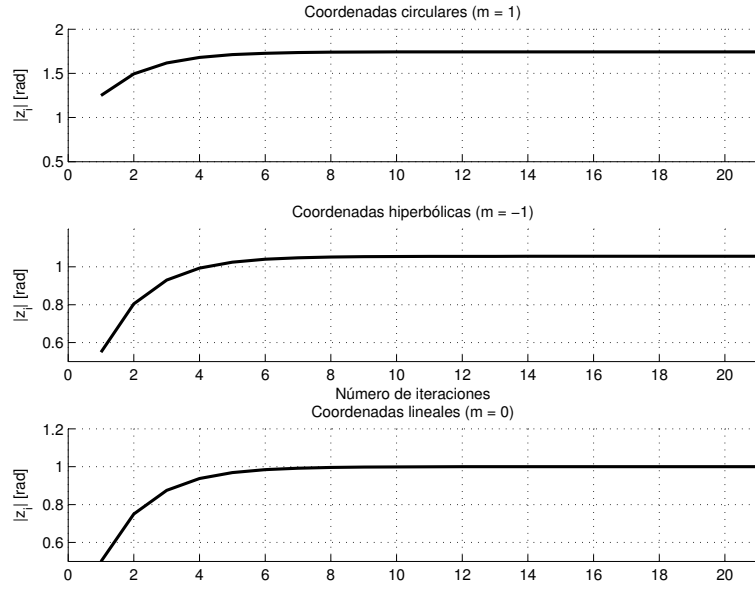 Coordenadas circulares (m = 1)
2
1.5
1
0.5
|z_i| [rad]
0 2 4 6 8 10 12 14 16 18 20
Coordenadas hiperbólicas (m = −1)
1
0.8
0.6
|z_i| [rad]
0 2 4 6 8 10 12 14 16 18 20
Número de iteraciones
Coordenadas lineales (m = 0)
1.2
1
0.8
0.6
|z_i| [rad]
0 2 4 6 8 10 12 14 16 18 20